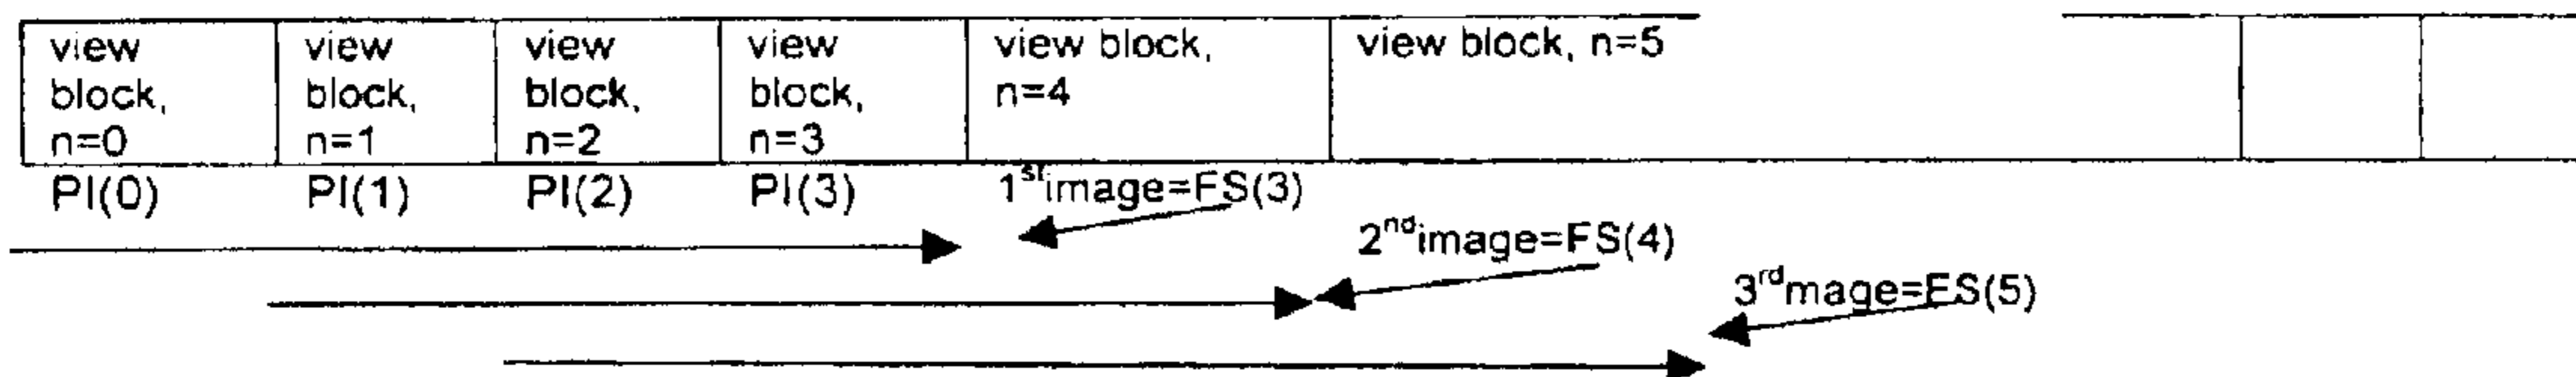 view
block,
n=0
view
block,
n=1
view
block,
n=2
view
block,
n=3
view block,
n=4
view block, n=5
PI(0)
PI(1)
PI(2)
PI(3)
1st image=FS(3)
2nd image=FS(4)
3rd mage=FS(5)